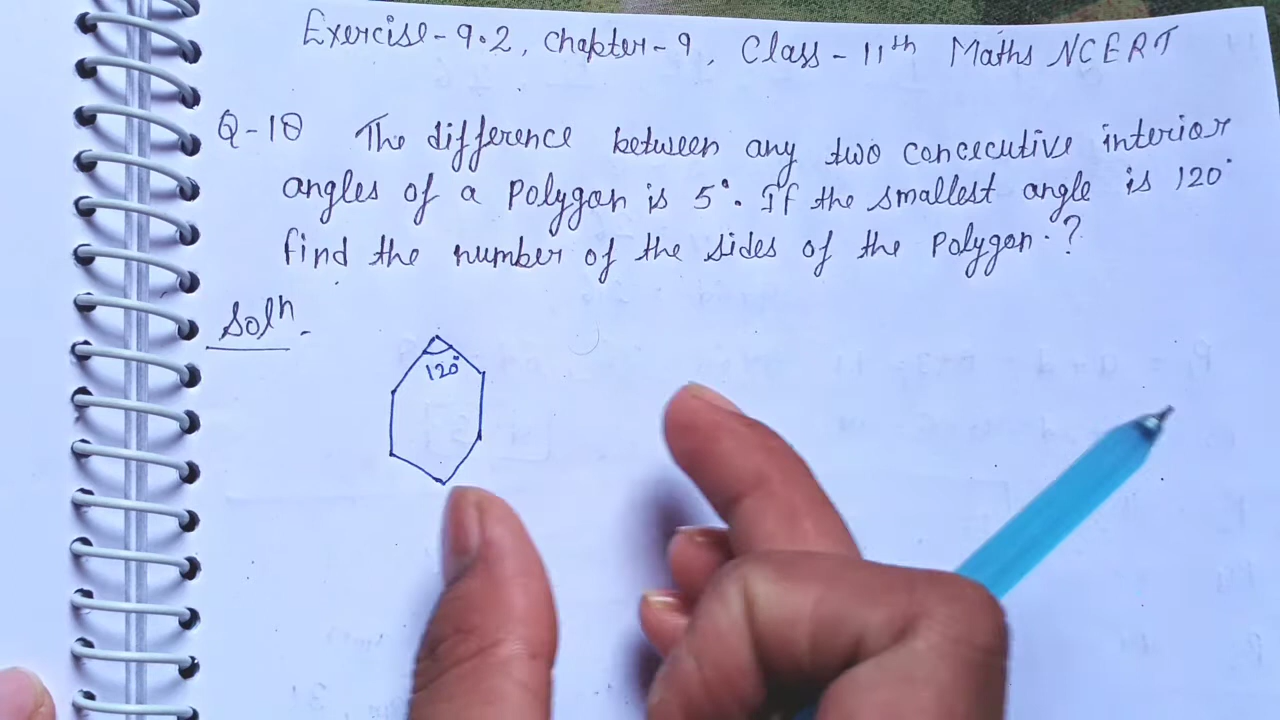 Exercise-9.2, Chapter-9, Class-11th Maths NCERT
Q-18 The difference between any two concecutive interior
angles of a Polygon is 5°. If the smallest angle is 120°
find the number of the sides of the Polygon.?
Solⁿ.
120°